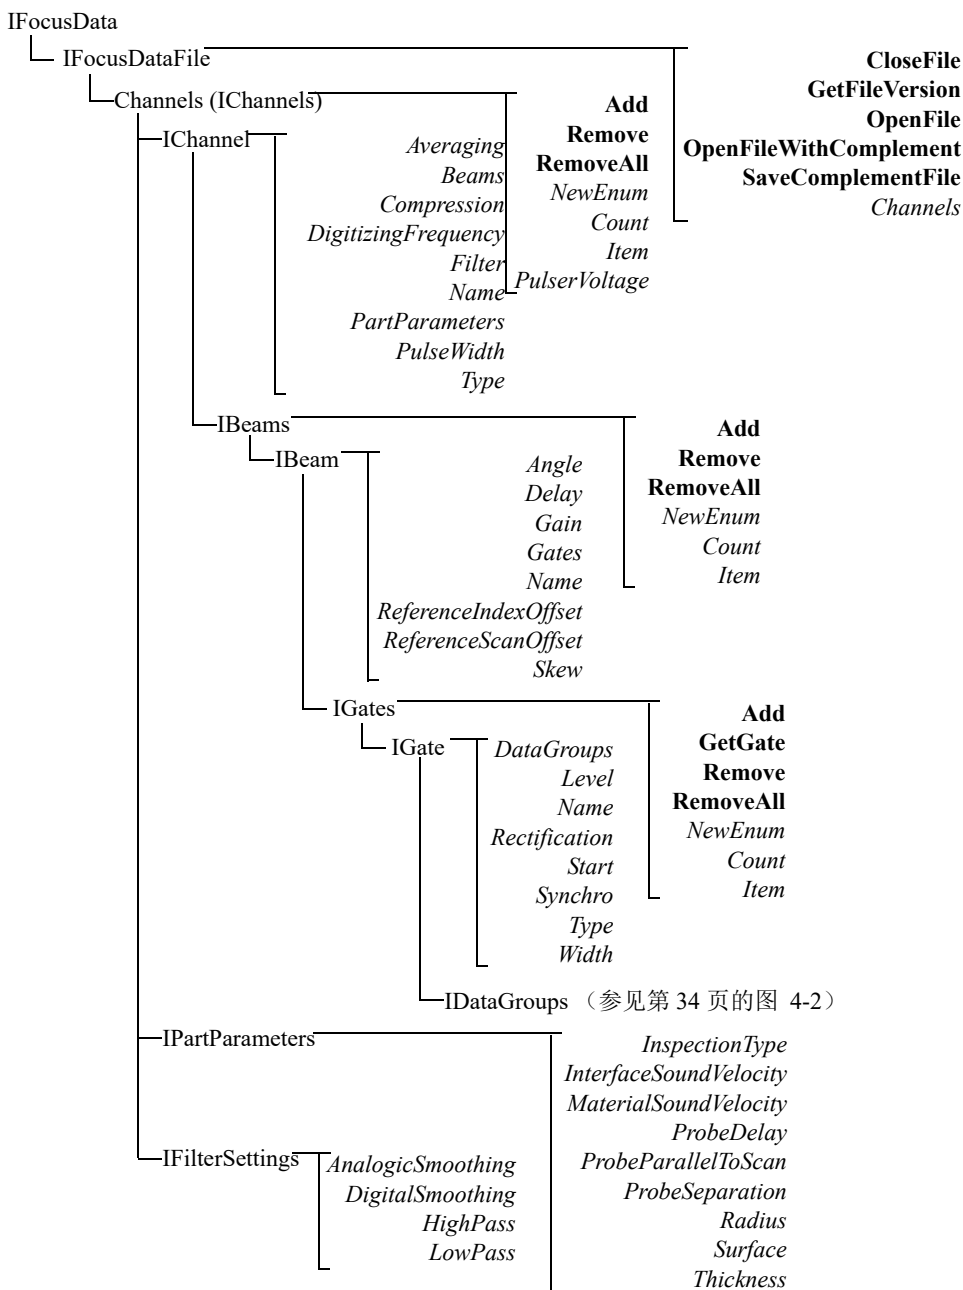 IFocusData
IFocusDataFile
CloseFile
GetFileVersion
OpenFile
OpenFileWithComplement
SaveComplementFile
Channels
Channels (IChannels)
Add
Remove
RemoveAll
NewEnum
Count
Item
PulserVoltage
IChannel
Averaging
Beams
Compression
DigitizingFrequency
Filter
Name
PartParameters
PulseWidth
Type
IBeams
Add
Remove
RemoveAll
NewEnum
Count
Item
IBeam
Angle
Delay
Gain
Gates
Name
ReferenceIndexOffset
ReferenceScanOffset
Skew
IGates
Add
GetGate
Remove
RemoveAll
NewEnum
Count
Item
IGate
DataGroups
Level
Name
Rectification
Start
Synchro
Type
Width
IDataGroups （参见第 34 页的图 4-2）
IPartParameters
InspectionType
InterfaceSoundVelocity
MaterialSoundVelocity
ProbeDelay
ProbeParallelToScan
ProbeSeparation
Radius
Surface
Thickness
IFilterSettings
AnalogicSmoothing
DigitalSmoothing
HighPass
LowPass